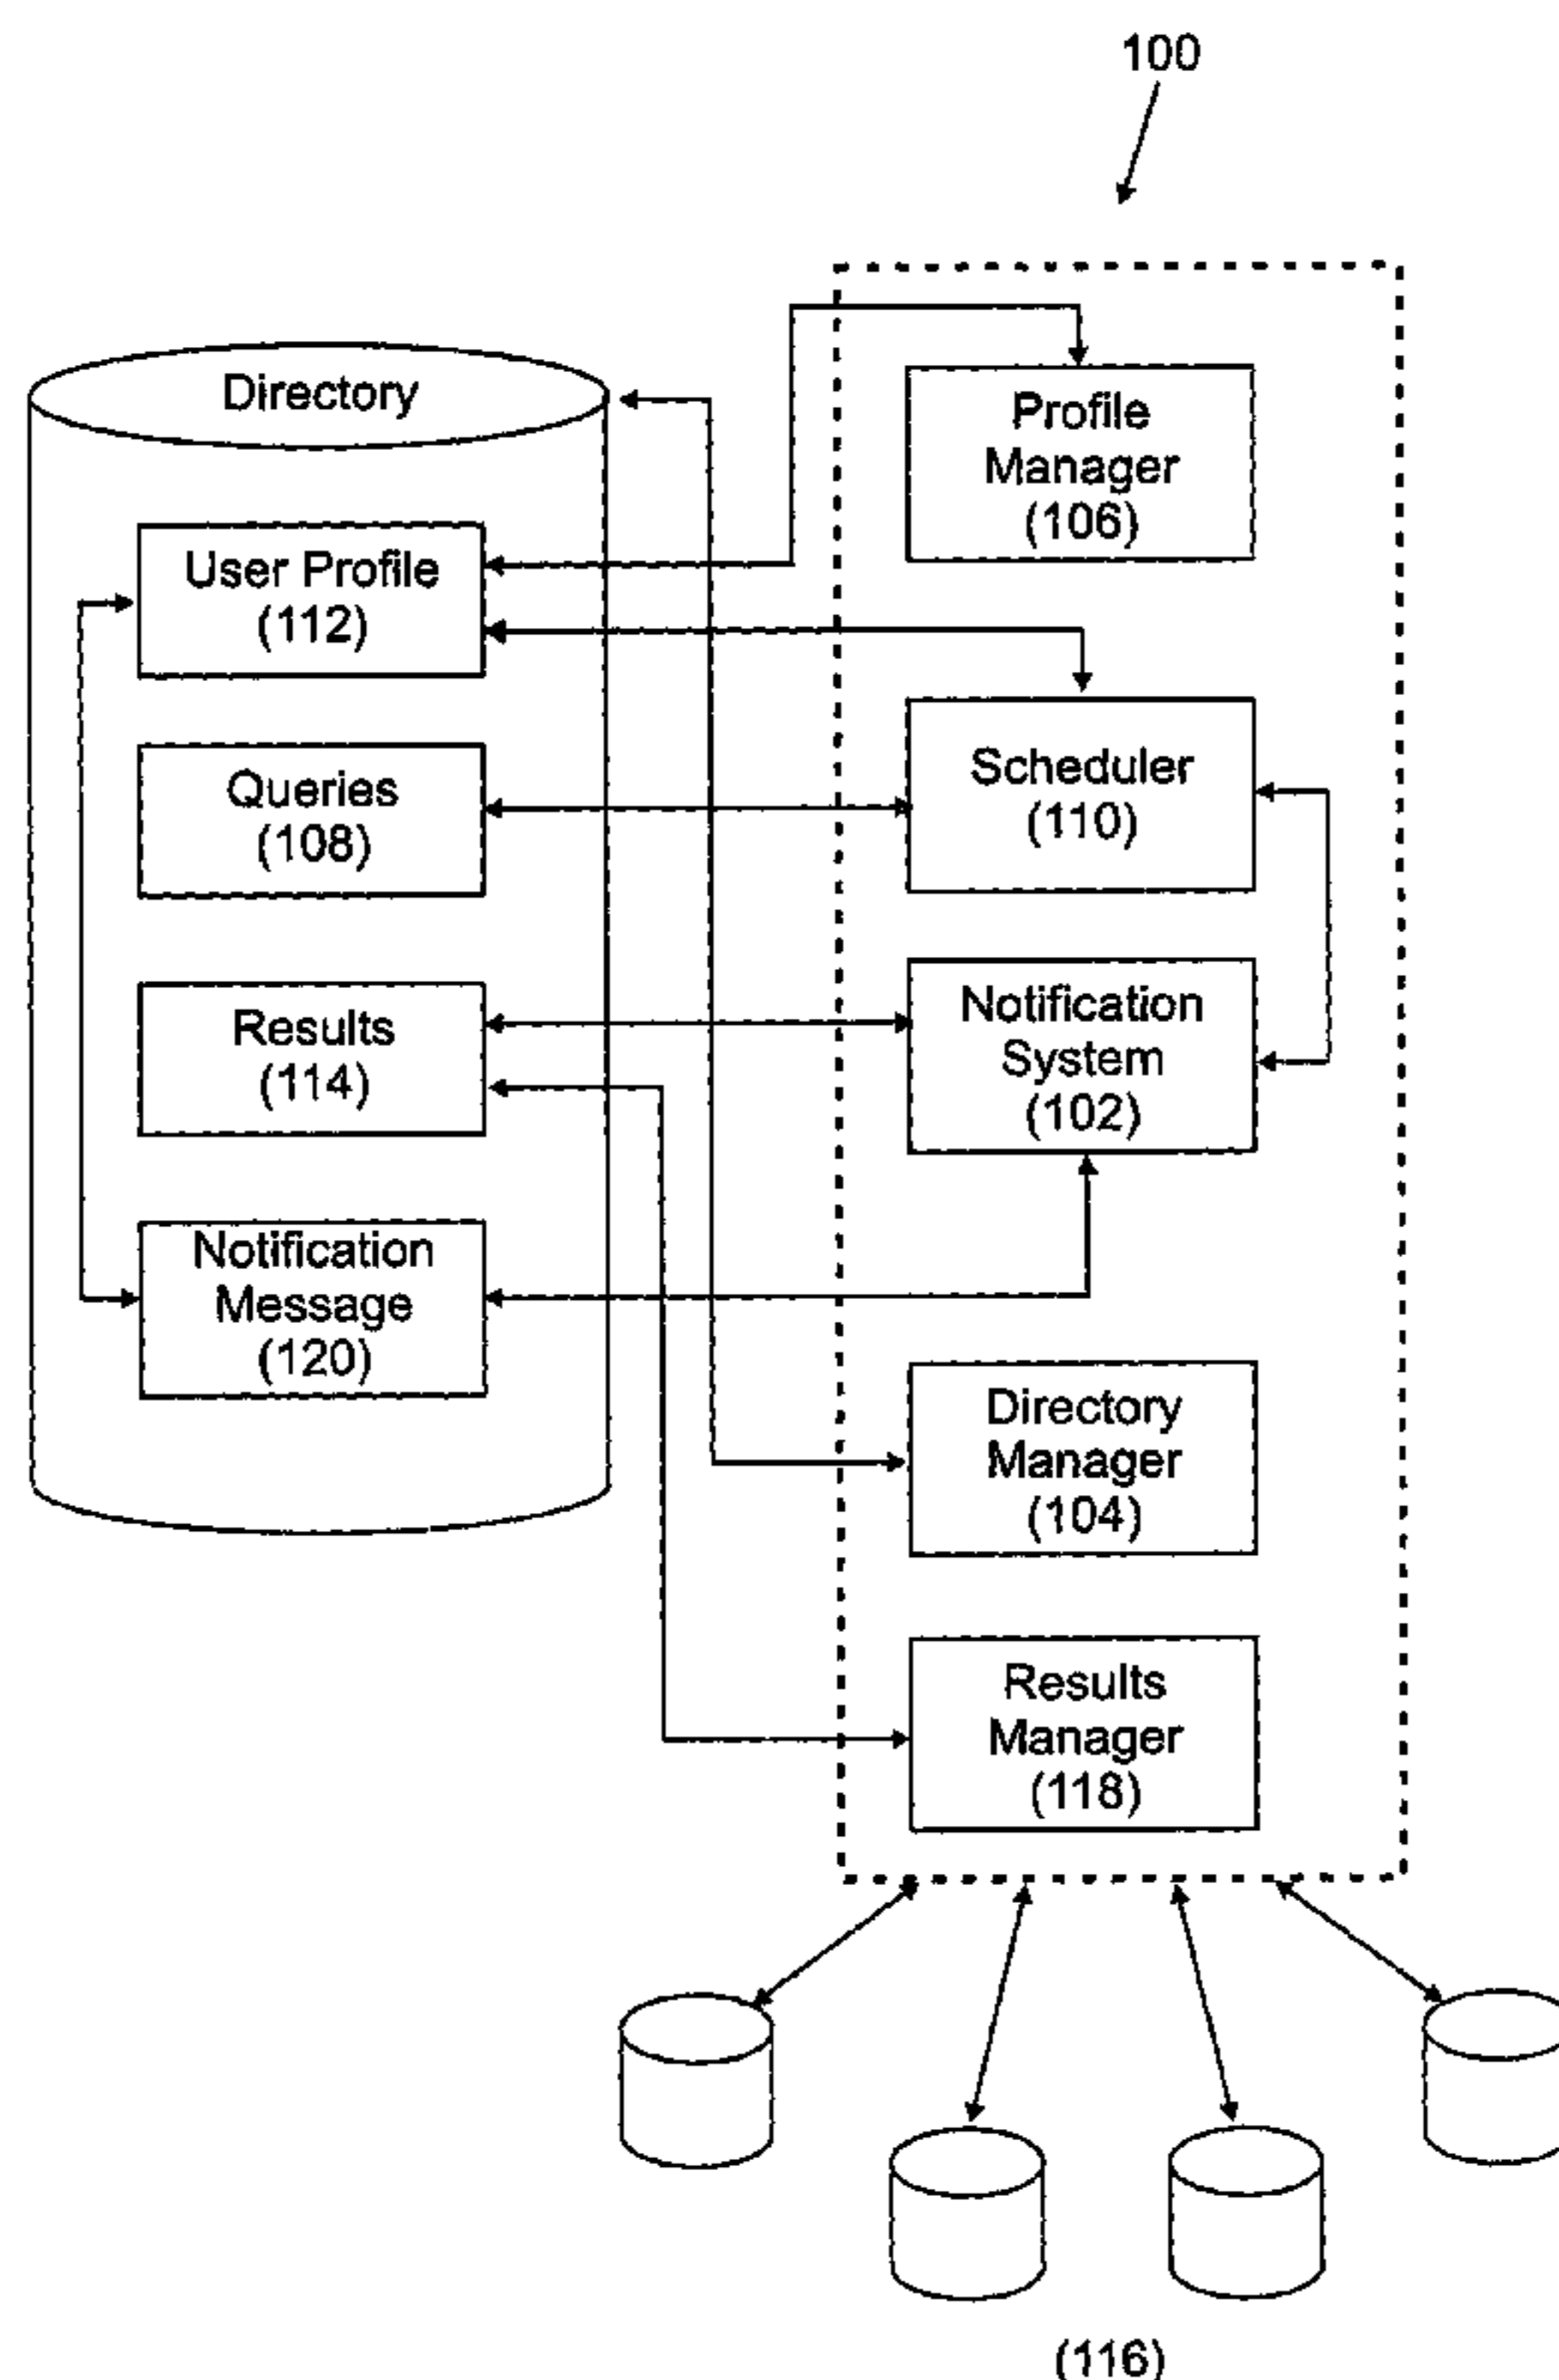 100
Directory
Profile
Manager
(106)
User Profile
(112)
Scheduler
(110)
Queries
(108)
Notification
System
(102)
Results
(114)
Notification
Message
(120)
Directory
Manager
(104)
Results
Manager
(118)
(116)